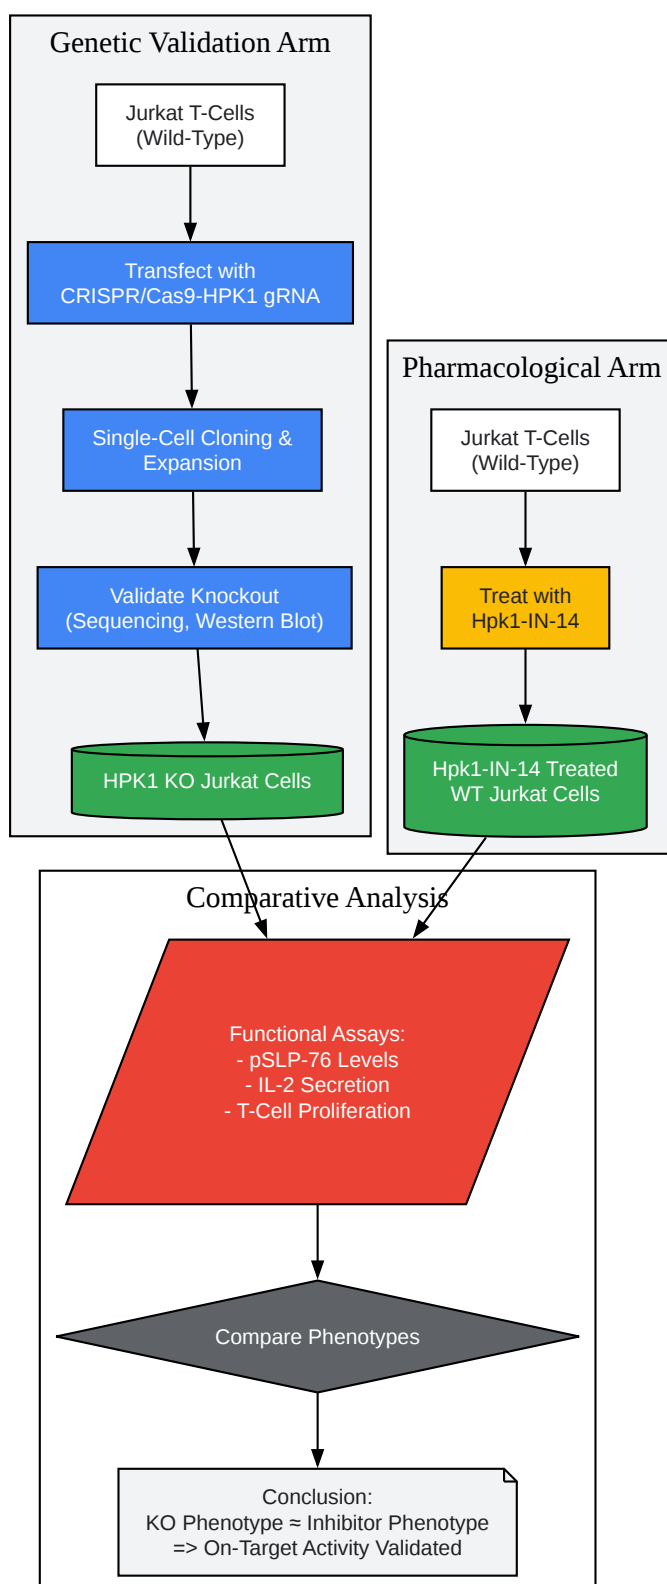 Genetic Validation Arm
Jurkat T-Cells
(Wild-Type)
Transfect with
CRISPR/Cas9-HPK1 gRNA
Single-Cell Cloning &
Expansion
Validate Knockout
(Sequencing, Western Blot)
HPK1 KO Jurkat Cells
Pharmacological Arm
Jurkat T-Cells
(Wild-Type)
Treat with
Hpk1-IN-14
Hpk1-IN-14 Treated
WT Jurkat Cells
Comparative Analysis
Functional Assays:
- pSLP-76 Levels
- IL-2 Secretion
- T-Cell Proliferation
Compare Phenotypes
Conclusion:
KO Phenotype ≈ Inhibitor Phenotype
=> On-Target Activity Validated